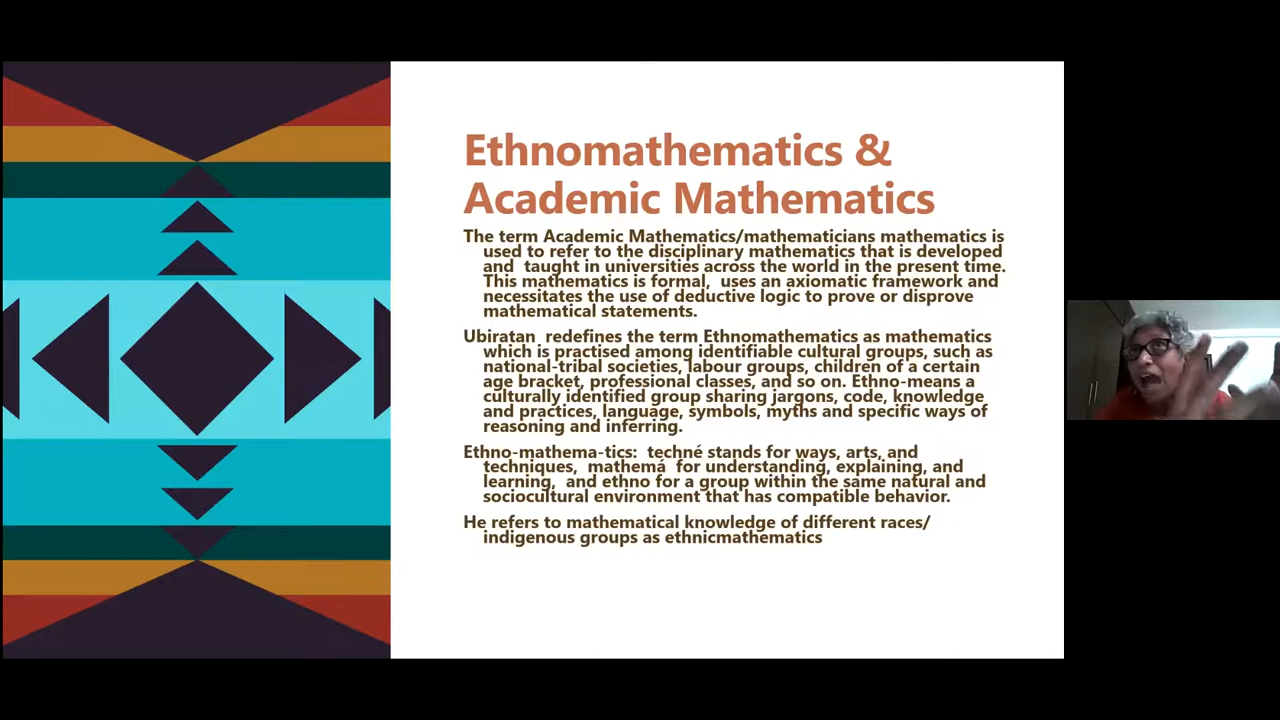 Ethnomathematics &
Academic Mathematics
The term Academic Mathematics/mathematicians mathematics is
used to refer to the disciplinary mathematics that is developed
and taught in universities across the world in the present time.
This mathematics is formal, uses an axiomatic framework and
necessitates the use of deductive logic to prove or disprove
mathematical statements.
Ubiratan redefines the term Ethnomathematics as mathematics
which is practised among identifiable cultural groups, such as
national-tribal societies, labour groups, children of a certain
age bracket, professional classes, and so on. Ethno-means a
culturally identified group sharing jargons, code, knowledge
and practices, language, symbols, myths and specific ways of
reasoning and inferring.
Ethno-mathema-tics: techné stands for ways, arts, and
techniques, mathemá for understanding, explaining, and
learning, and ethno for a group within the same natural and
sociocultural environment that has compatible behavior.
He refers to mathematical knowledge of different races/
indigenous groups as ethnicmathematics